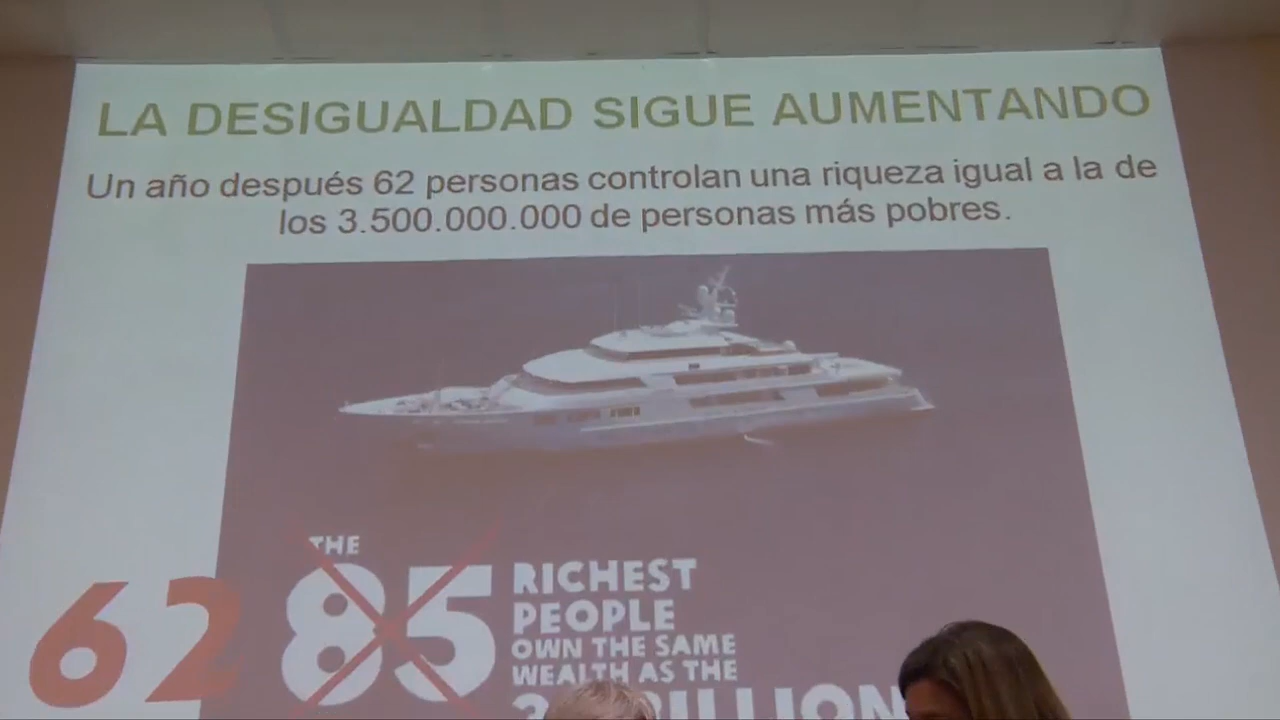 LA DESIGUALDAD SIGUE AUMENTANDO
Un año después 62 personas controlan una riqueza igual a la de
los 3.500.000.000 de personas más pobres.
62
THE
85
RICHEST
PEOPLE
OWN THE SAME
WEALTH AS THE